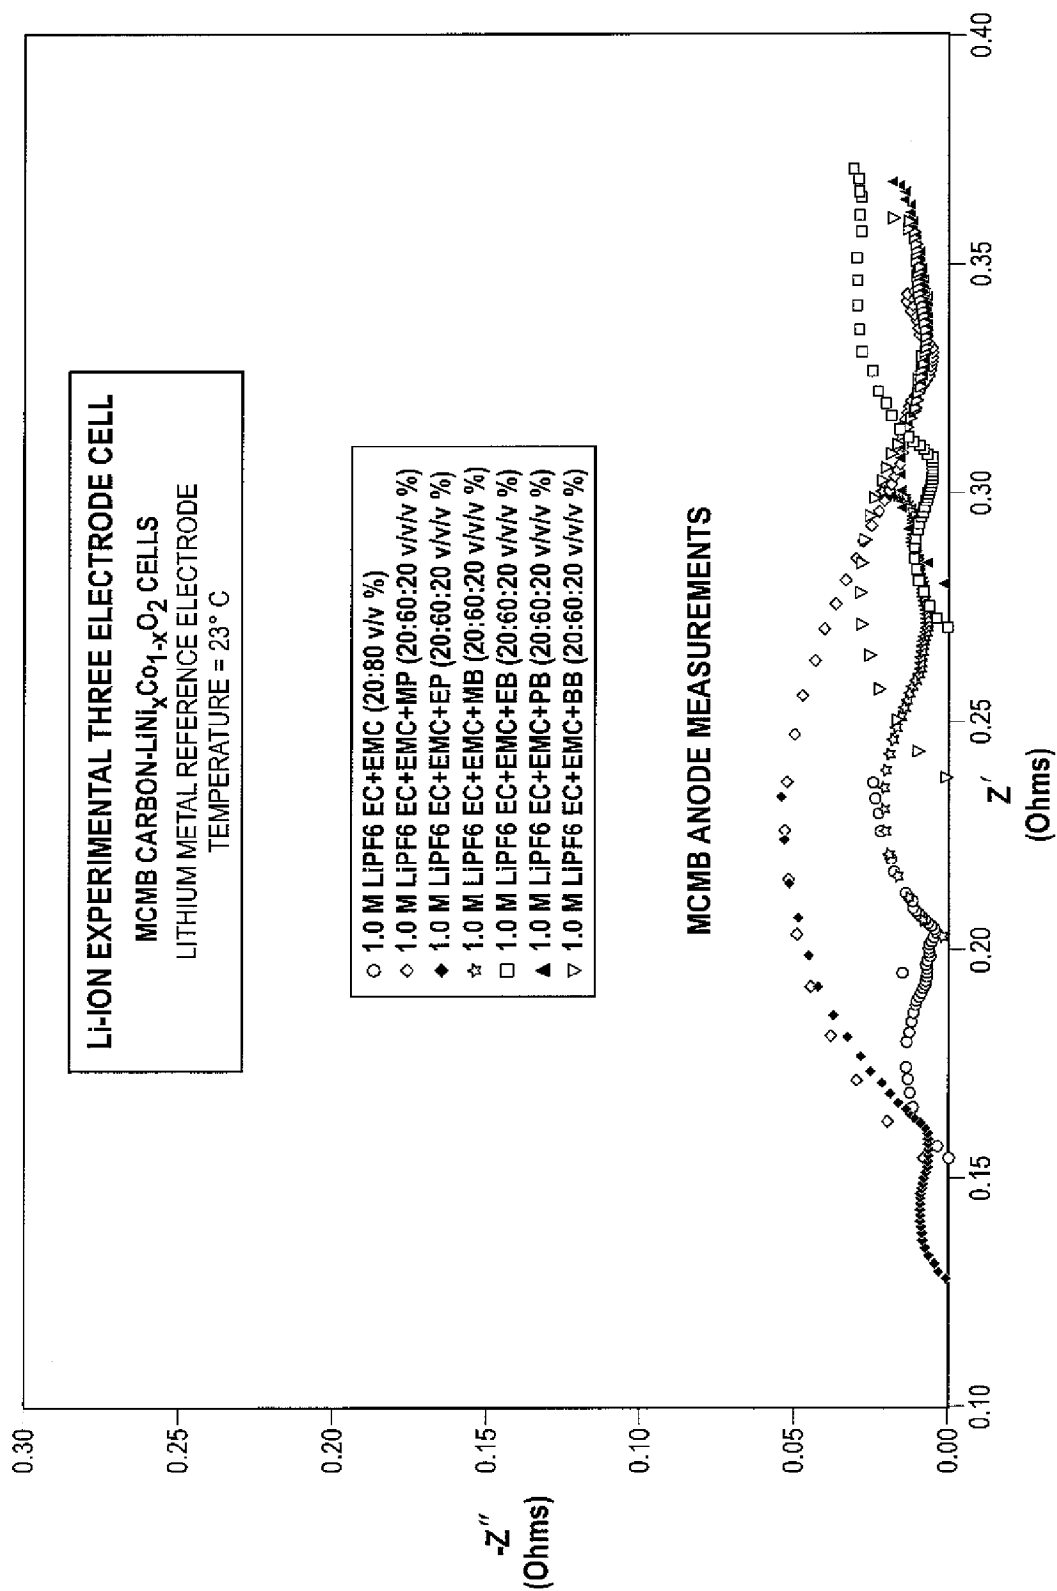 Li-ION EXPERIMENTAL THREE ELECTRODE CELL
MCMB CARBON-LiNixCo1-xO2 CELLS
LITHIUM METAL REFERENCE ELECTRODE
TEMPERATURE = 23° C
1.0 M LiPF6 EC+EMC (20:80 v/v %)
1.0 M LiPF6 EC+EMC+MP (20:60:20 v/v/v %)
1.0 M LiPF6 EC+EMC+EP (20:60:20 v/v/v %)
1.0 M LiPF6 EC+EMC+MB (20:60:20 v/v/v %)
1.0 M LiPF6 EC+EMC+EB (20:60:20 v/v/v %)
1.0 M LiPF6 EC+EMC+PB (20:60:20 v/v/v %)
1.0 M LiPF6 EC+EMC+BB (20:60:20 v/v/v %)
MCMB ANODE MEASUREMENTS
0.30
0.25
0.20
0.15
0.10
0.05
0.00
-Z″
(Ohms)
0.10
0.15
0.20
0.25
0.30
0.35
0.40
Z′
(Ohms)